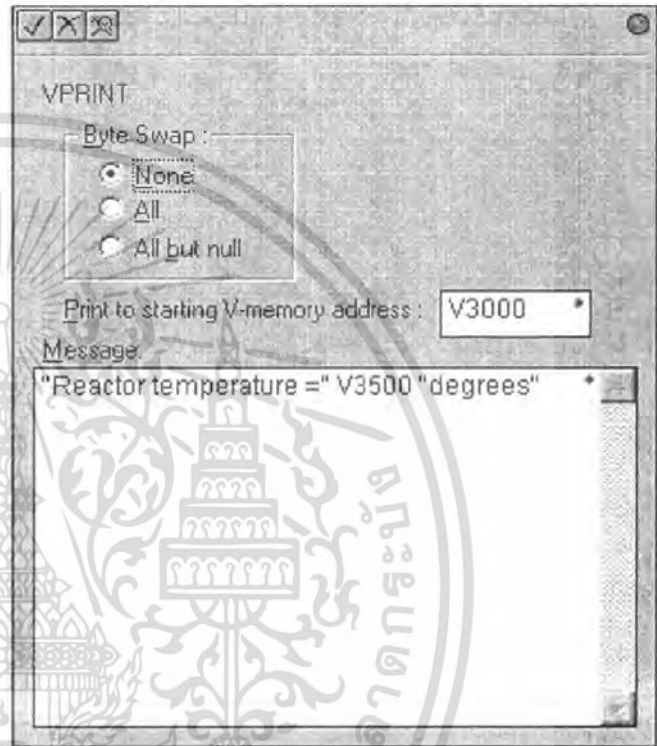 VPRINT
Byte Swap :
None
All
All but null
Print to starting V-memory address : V3000
Message:
"Reactor temperature =" V3500 "degrees"